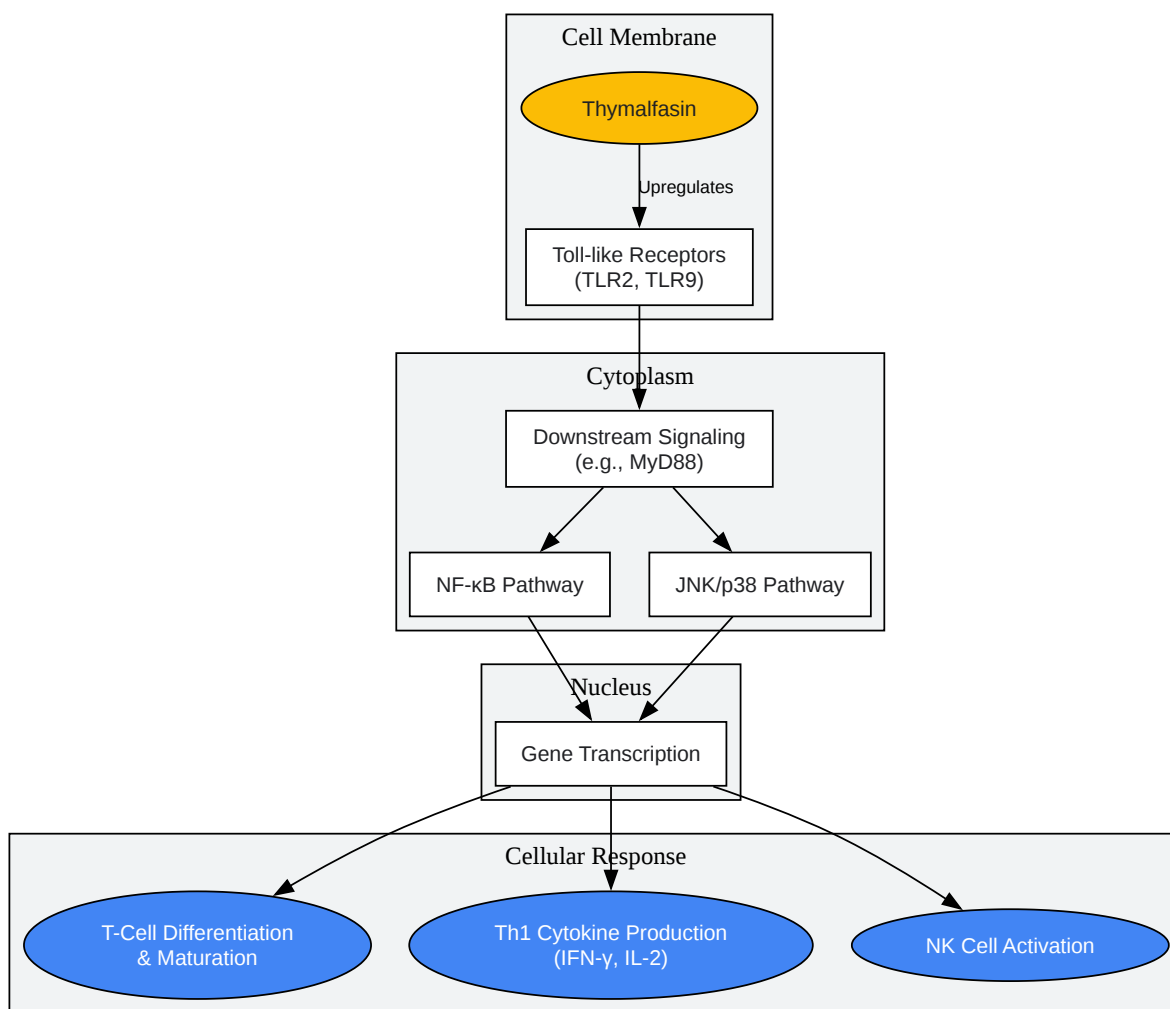 Cell Membrane
Thymalfasin
Upregulates
Toll-like Receptors
(TLR2, TLR9)
Cytoplasm
Downstream Signaling
(e.g., MyD88)
NF-κB Pathway
JNK/p38 Pathway
Nucleus
Gene Transcription
Cellular Response
T-Cell Differentiation
& Maturation
Th1 Cytokine Production
(IFN-γ, IL-2)
NK Cell Activation